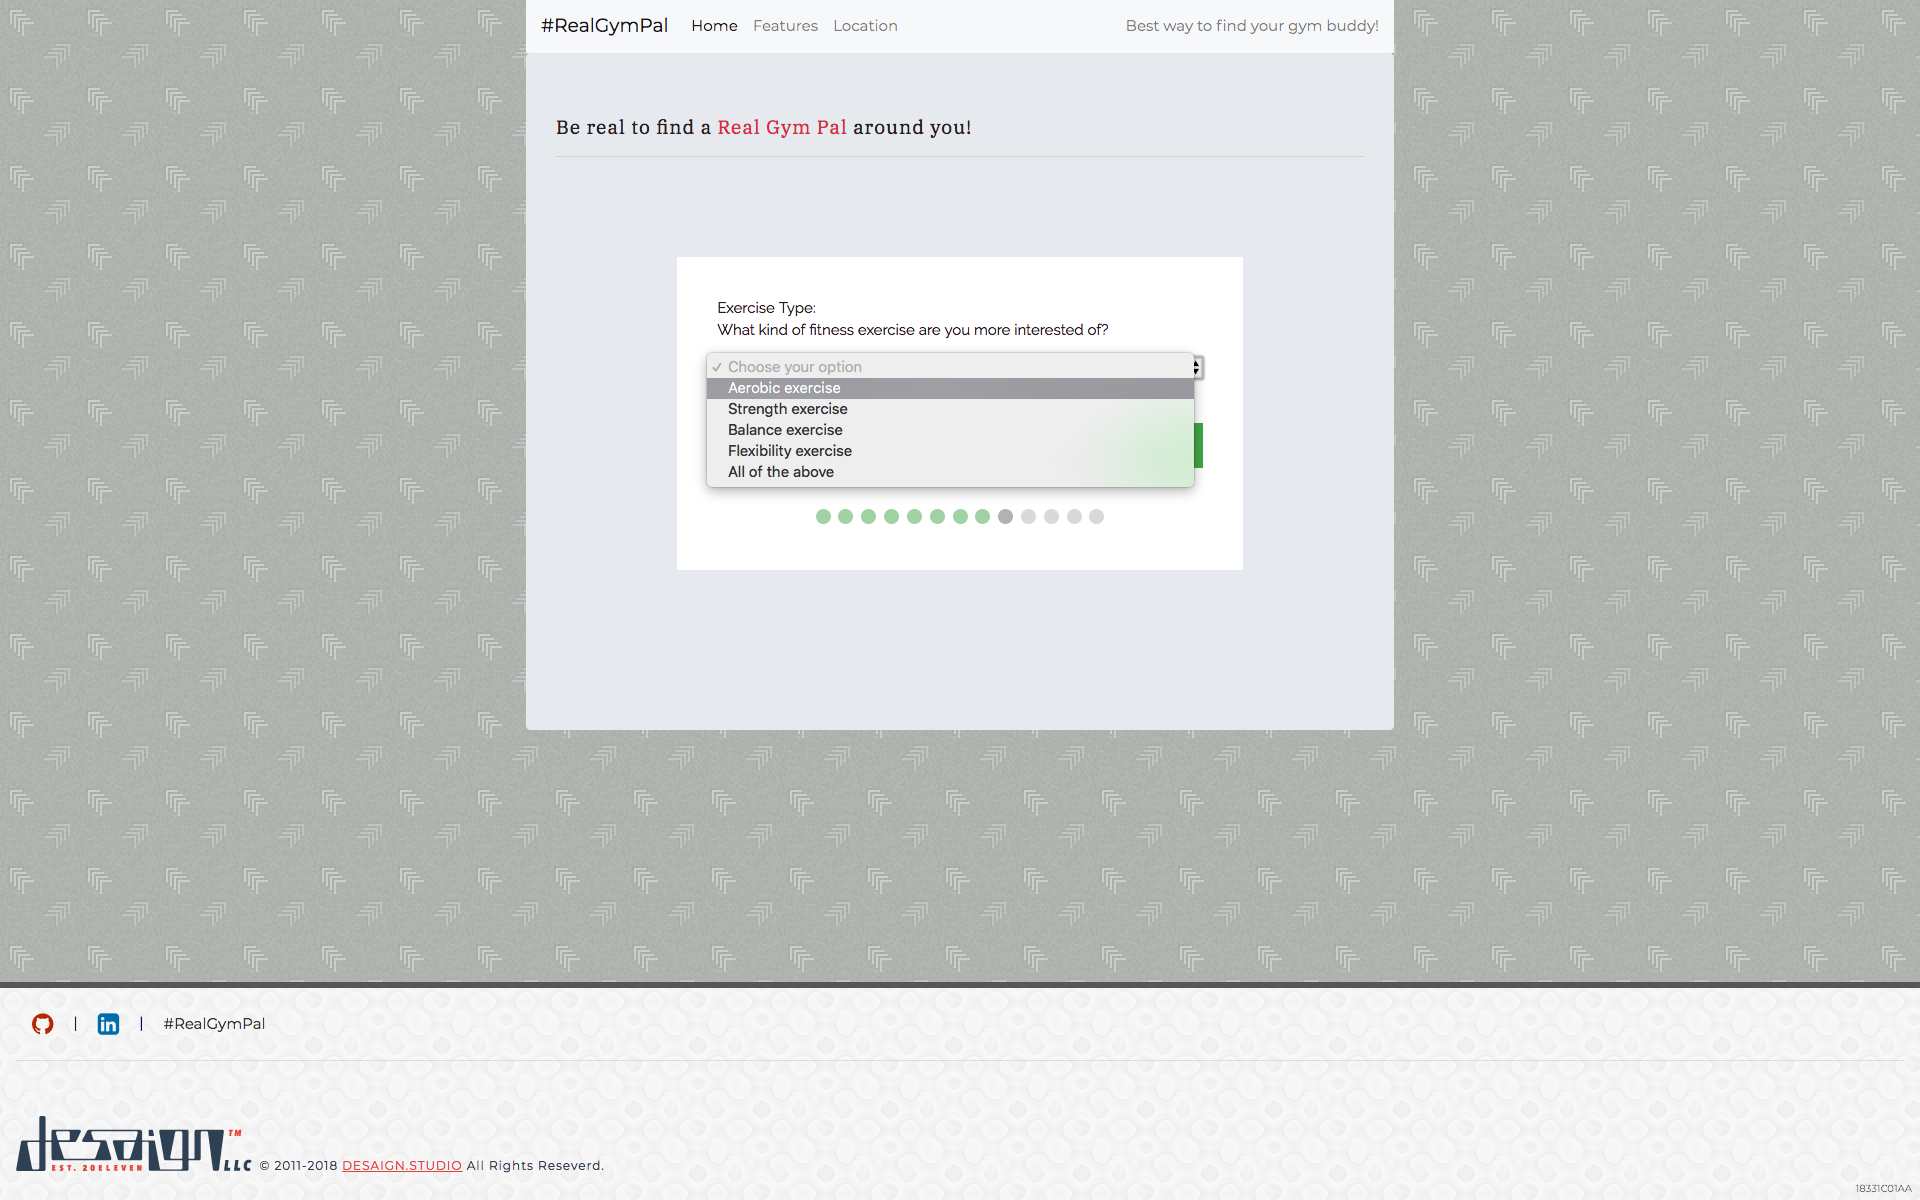 #RealGymPal Home Features Location Best way to find your gym buddy!
Be real to find a Real Gym Pal around you!
Exercise Type:
What kind of fitness exercise are you more interested of?
✓ Choose your option
Aerobic exercise
Strength exercise
Balance exercise
Flexibility exercise
All of the above
| | #RealGymPal
desaign LLC TM
EST. 20ELEVEN
© 2011-2018 DESAIGN.STUDIO All Rights Reseverd.
18331C01AA